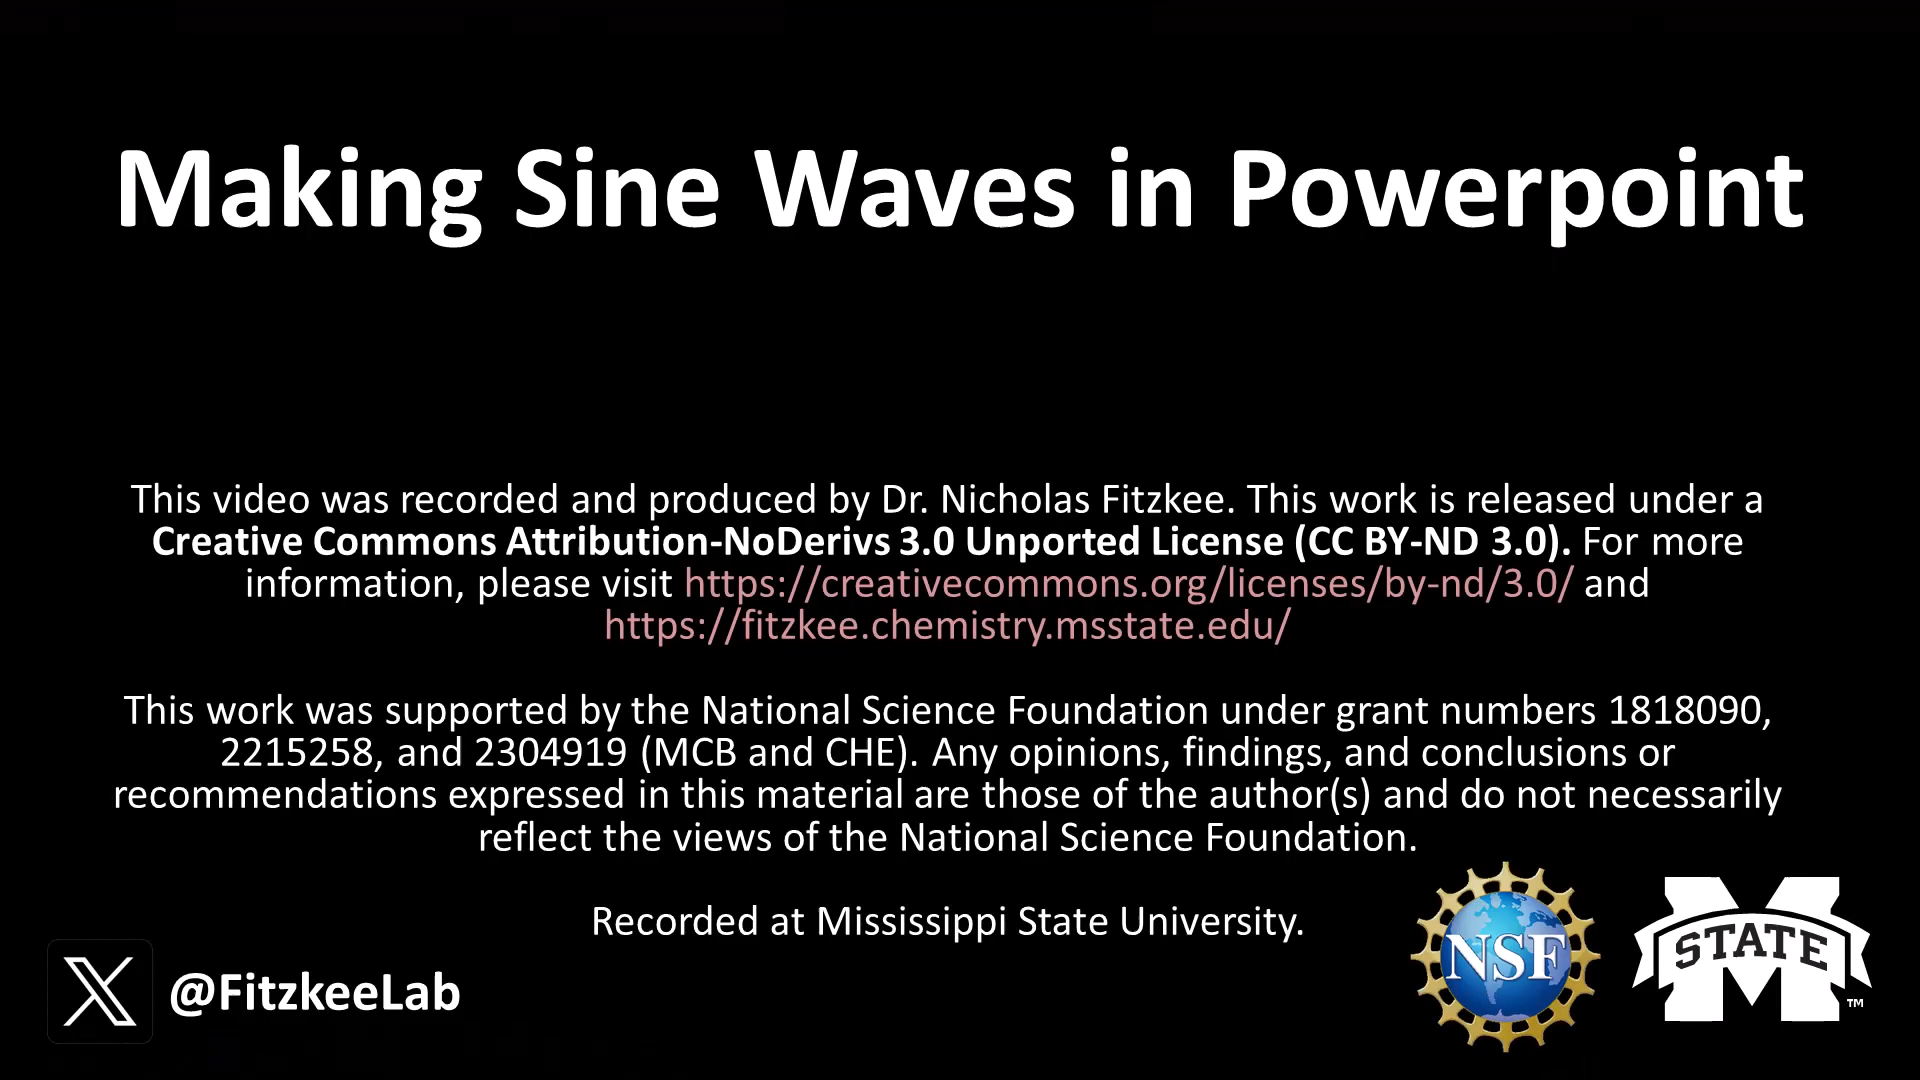 Making Sine Waves in Powerpoint
This video was recorded and produced by Dr. Nicholas Fitzkee. This work is released under a
Creative Commons Attribution-NoDerivs 3.0 Unported License (CC BY-ND 3.0). For more
information, please visit https://creativecommons.org/licenses/by-nd/3.0/ and
https://fitzkee.chemistry.msstate.edu/
This work was supported by the National Science Foundation under grant numbers 1818090,
2215258, and 2304919 (MCB and CHE). Any opinions, findings, and conclusions or
recommendations expressed in this material are those of the author(s) and do not necessarily
reflect the views of the National Science Foundation.
Recorded at Mississippi State University.
@FitzkeeLab
NSF
STATE
TM